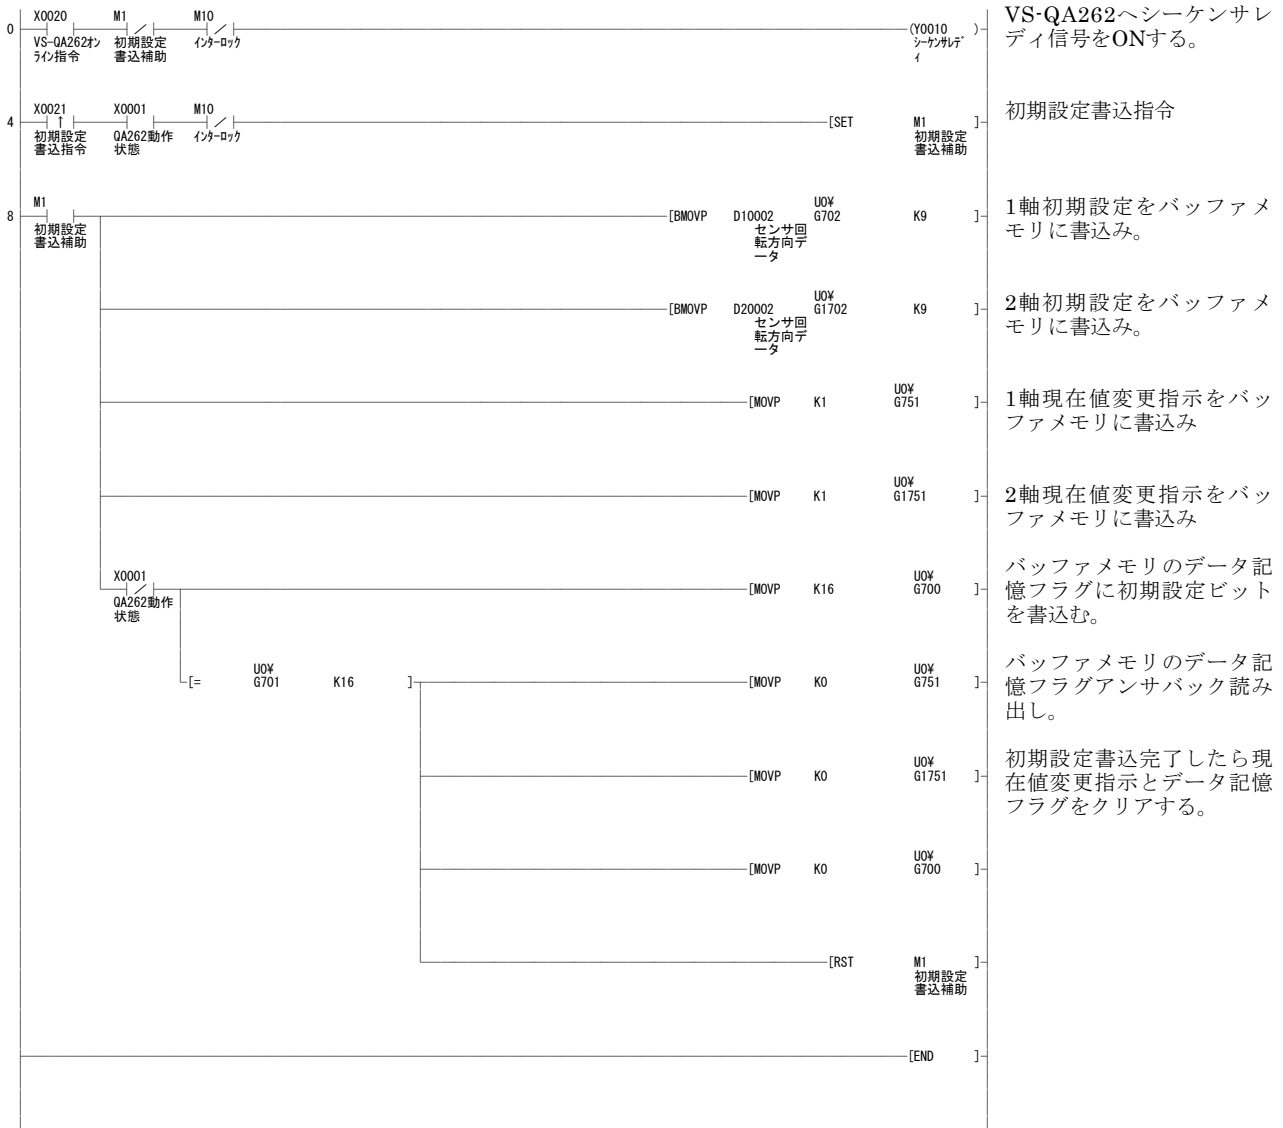 X0020 M1 M10
0
VS-QA262オン 初期設定 インターロック
ライン指令 書込補助
(Y0010 )
シーケンサレデ
ィ
VS-QA262へシーケンサレ
ディ信号をONする。
X0021 X0001 M10
4 ↑
初期設定 QA262動作 インターロック
書込指令 状態
[SET M1 ]
初期設定
書込補助
初期設定書込指令
M1
8
初期設定
書込補助
U0¥
[BMOVP D10002 G702 K9 ]
センサ回
転方向デ
ータ
1軸初期設定をバッファメ
モリに書込み。
U0¥
[BMOVP D20002 G1702 K9 ]
センサ回
転方向デ
ータ
2軸初期設定をバッファメ
モリに書込み。
U0¥
[MOVP K1 G751 ]
1軸現在値変更指示をバッ
ファメモリに書込み
U0¥
[MOVP K1 G1751 ]
2軸現在値変更指示をバッ
ファメモリに書込み
X0001
QA262動作
状態
U0¥
[MOVP K16 G700 ]
バッファメモリのデータ記
憶フラグに初期設定ビット
を書込む。
U0¥
[= G701 K16 ]
U0¥
[MOVP K0 G751 ]
バッファメモリのデータ記
憶フラグアンサバック読み
出し。
U0¥
[MOVP K0 G1751 ]
初期設定書込完了したら現
在値変更指示とデータ記憶
フラグをクリアする。
U0¥
[MOVP K0 G700 ]
[RST M1 ]
初期設定
書込補助
[END ]